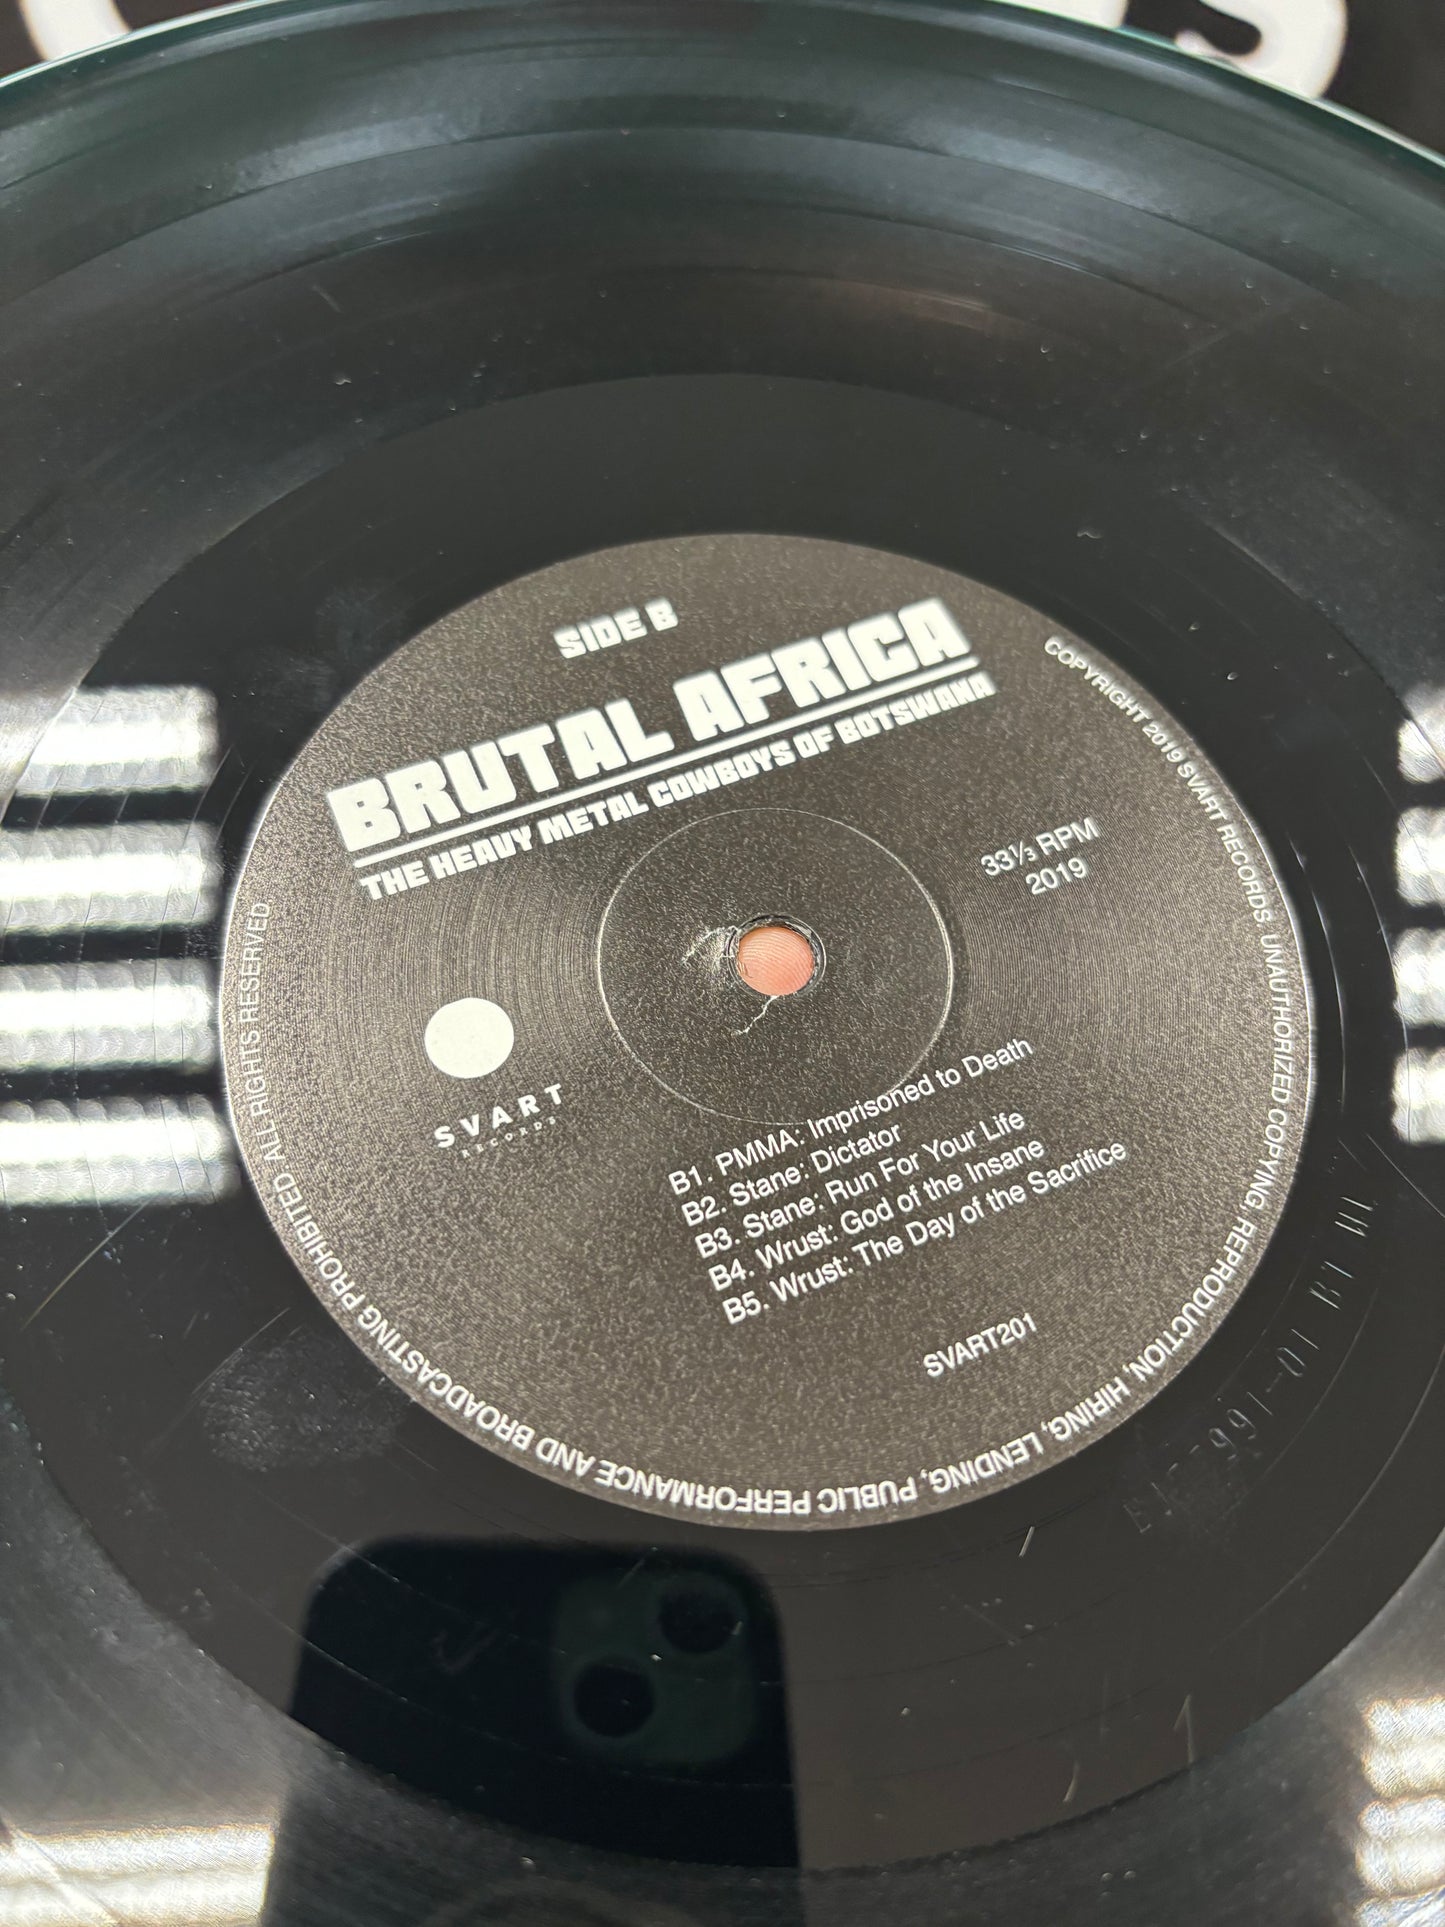 SIDE B
BRUTAL AFRICA
THE HEAVY METAL COWBOYS OF BOTSWANA
33⅓ RPM
2019
SVART
RECORDS
B1. PMMA: Imprisoned to Death
B2. Stane: Dictator
B3. Stane: Run For Your Life
B4. Wrust: God of the Insane
B5. Wrust: The Day of the Sacrifice
SVART201
COPYRIGHT 2019 SVART RECORDS. UNAUTHORIZED COPYING, REPRODUCTION, HIRING, LENDING, PUBLIC PERFORMANCE AND BROADCASTING PROHIBITED ALL RIGHTS RESERVED